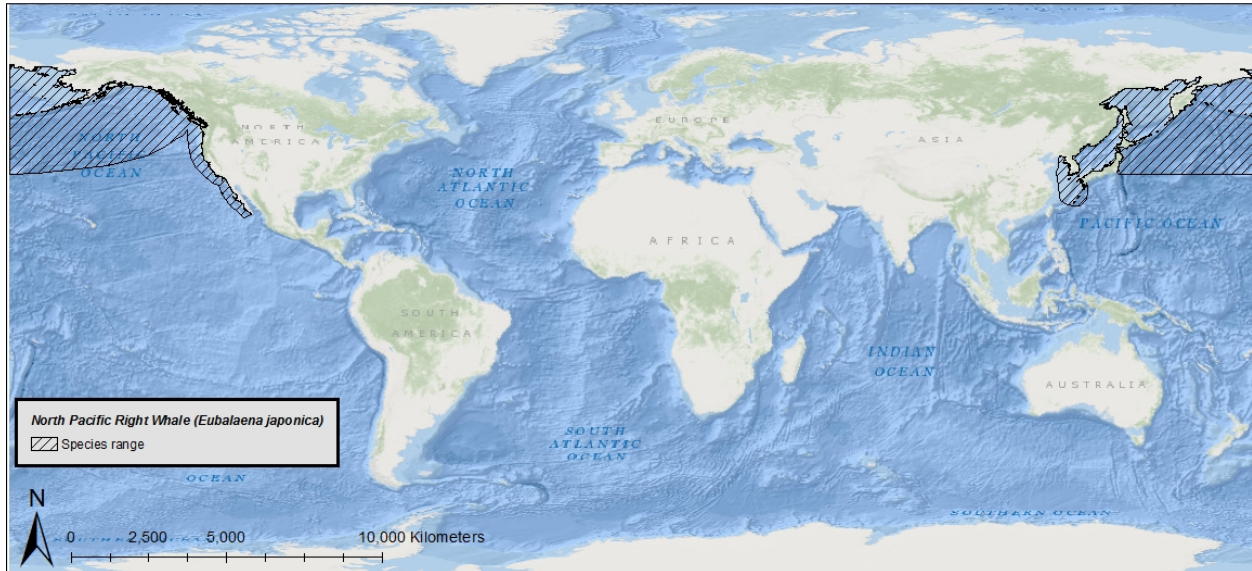 NORTH
PACIFIC
OCEAN
NORTH
AMERICA
NORTH
ATLANTIC
OCEAN
EUROPE
ASIA
AFRICA
PACIFIC OCEAN
SOUTH
AMERICA
INDIAN
OCEAN
AUSTRALIA
SOUTH
ATLANTIC
OCEAN
OCEAN
SOUTHERN OCEAN
North Pacific Right Whale (Eubalaena japonica)
Species range
N
0 2,500 5,000 10,000 Kilometers